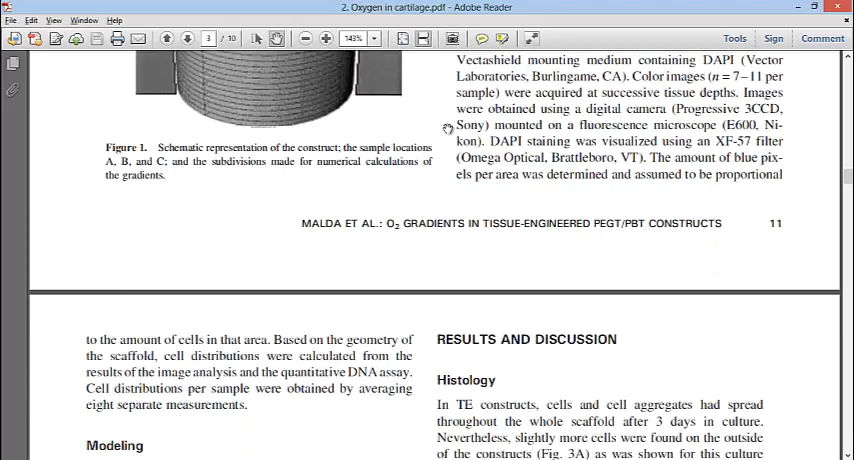 2. Oxygen in cartilage.pdf - Adobe Reader
File Edit View Window Help
3 / 10 143% Tools Sign Comment
Figure 1. Schematic representation of the construct; the sample locations
A, B, and C; and the subdivisions made for numerical calculations of
the gradients.
Vectashield mounting medium containing DAPI (Vector
Laboratories, Burlingame, CA). Color images (n = 7–11 per
sample) were acquired at successive tissue depths. Images
were obtained using a digital camera (Progressive 3CCD,
Sony) mounted on a fluorescence microscope (E600, Ni-
kon). DAPI staining was visualized using an XF-57 filter
(Omega Optical, Brattleboro, VT). The amount of blue pix-
els per area was determined and assumed to be proportional
MALDA ET AL.: O₂ GRADIENTS IN TISSUE-ENGINEERED PEGT/PBT CONSTRUCTS 11
to the amount of cells in that area. Based on the geometry of
the scaffold, cell distributions were calculated from the
results of the image analysis and the quantitative DNA assay.
Cell distributions per sample were obtained by averaging
eight separate measurements.
Modeling
RESULTS AND DISCUSSION
Histology
In TE constructs, cells and cell aggregates had spread
throughout the whole scaffold after 3 days in culture.
Nevertheless, slightly more cells were found on the outside
of the constructs (Fig. 3A) as was shown for this culture